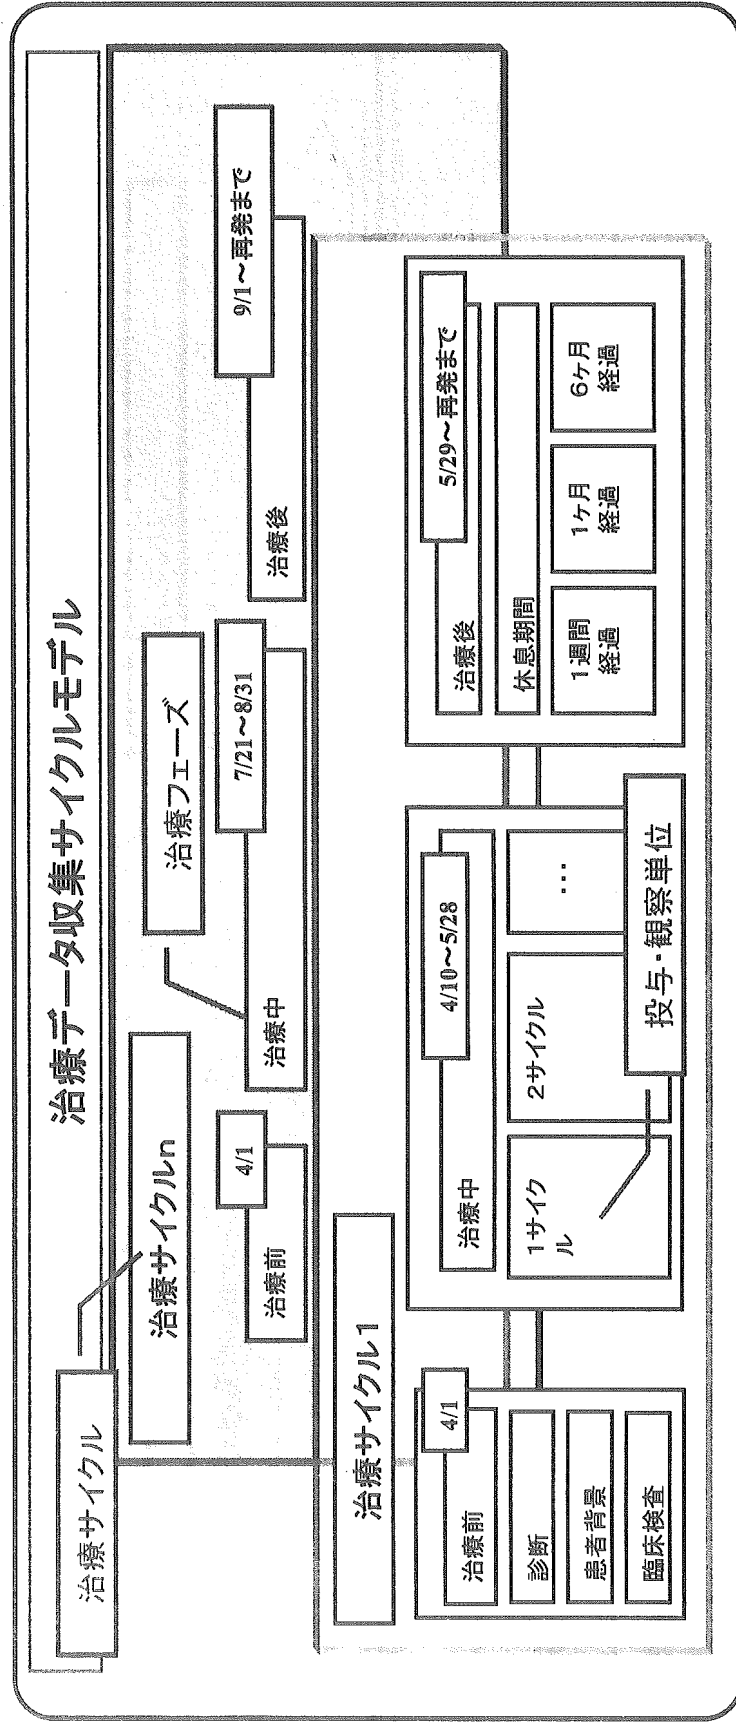 治療データ収集サイクルモデル
治療サイクル
治療サイクルn
治療フェーズ
治療前
4/1
治療中
7/21～8/31
治療後
9/1～再発まで
治療サイクル1
治療前
4/1
診断
患者背景
臨床検査
治療中
4/10～5/28
1サイク
ル
2サイクル
…
投与・観察単位
治療後
5/29～再発まで
休息期間
1週間
経過
1ヶ月
経過
6ヶ月
経過